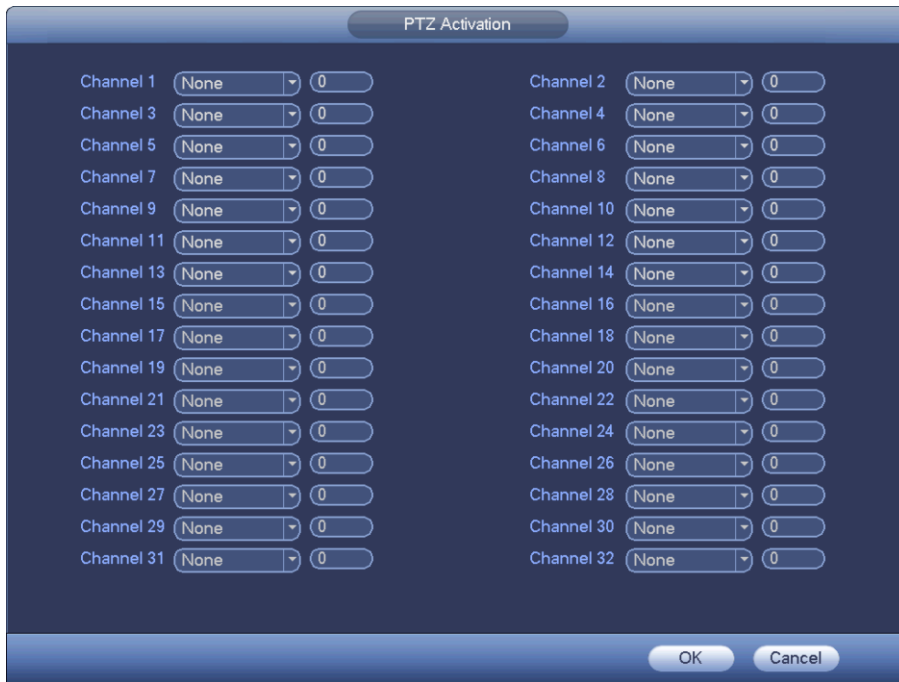 PTZ Activation
Channel 1 None 0 Channel 2 None 0
Channel 3 None 0 Channel 4 None 0
Channel 5 None 0 Channel 6 None 0
Channel 7 None 0 Channel 8 None 0
Channel 9 None 0 Channel 10 None 0
Channel 11 None 0 Channel 12 None 0
Channel 13 None 0 Channel 14 None 0
Channel 15 None 0 Channel 16 None 0
Channel 17 None 0 Channel 18 None 0
Channel 19 None 0 Channel 20 None 0
Channel 21 None 0 Channel 22 None 0
Channel 23 None 0 Channel 24 None 0
Channel 25 None 0 Channel 26 None 0
Channel 27 None 0 Channel 28 None 0
Channel 29 None 0 Channel 30 None 0
Channel 31 None 0 Channel 32 None 0
OK Cancel